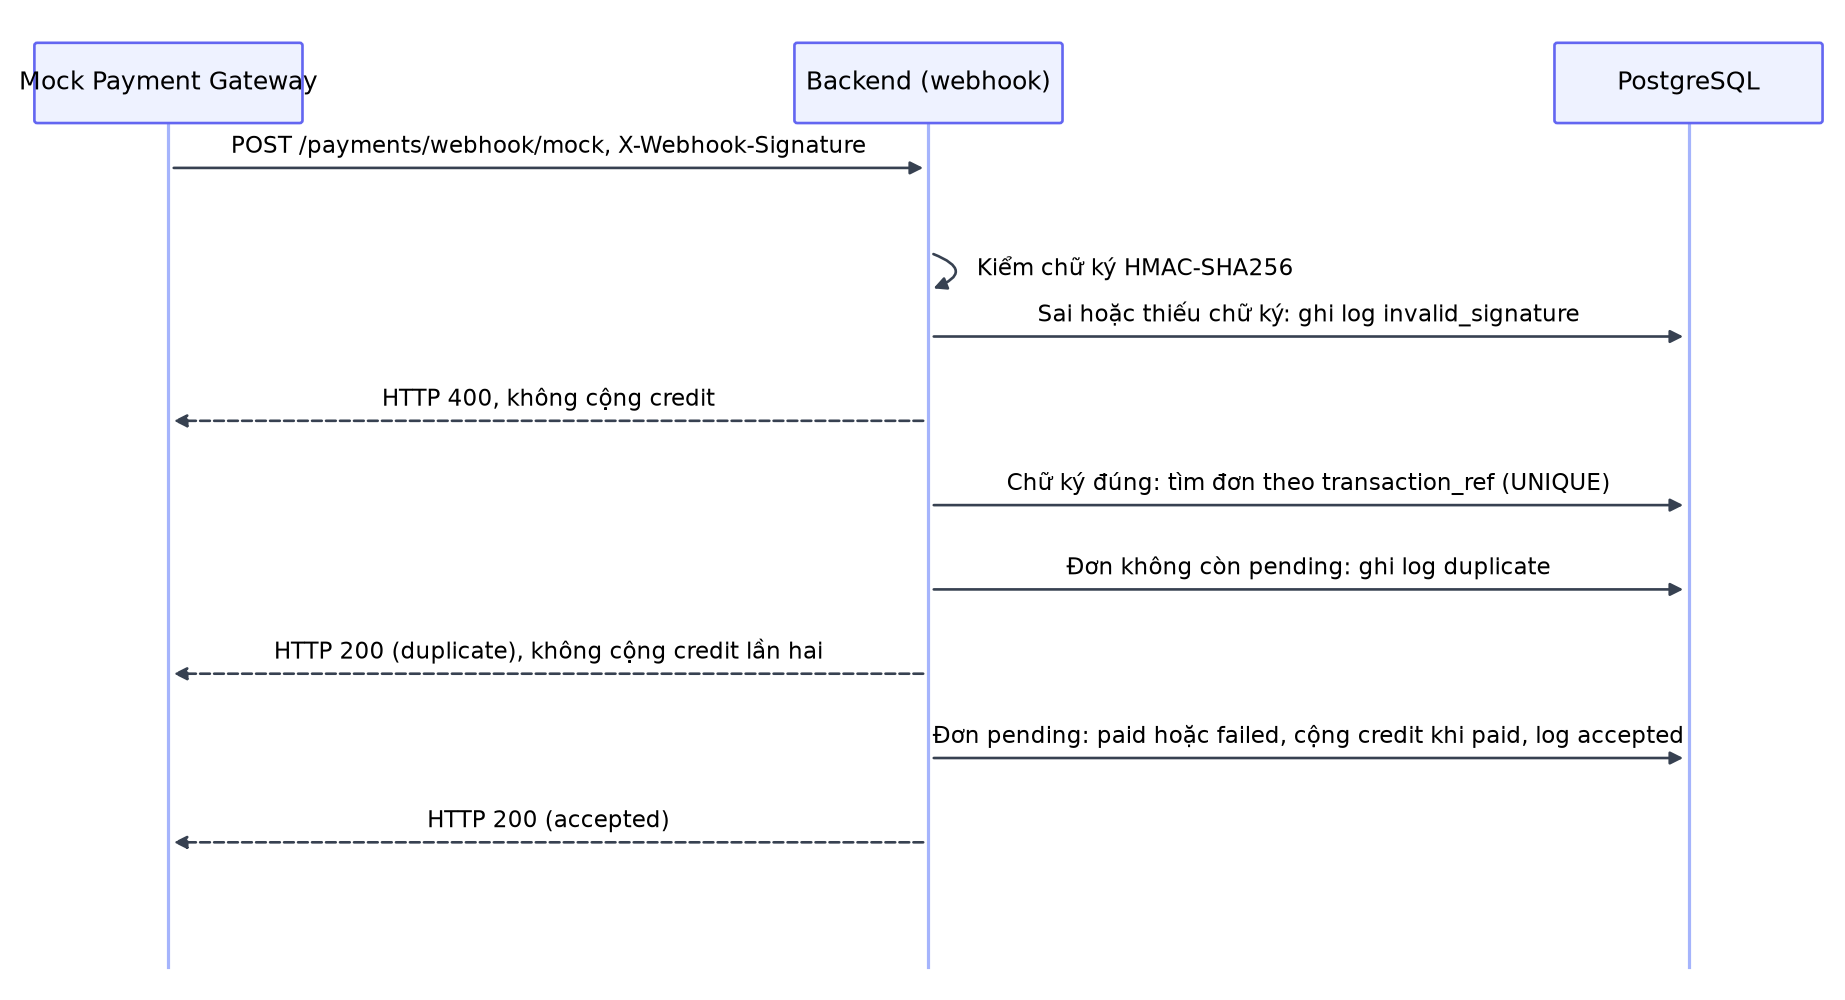 Mock Payment Gateway
Backend (webhook)
PostgreSQL
POST /payments/webhook/mock, X-Webhook-Signature
Kiểm chữ ký HMAC-SHA256
Sai hoặc thiếu chữ ký: ghi log invalid_signature
HTTP 400, không cộng credit
Chữ ký đúng: tìm đơn theo transaction_ref (UNIQUE)
Đơn không còn pending: ghi log duplicate
HTTP 200 (duplicate), không cộng credit lần hai
Đơn pending: paid hoặc failed, cộng credit khi paid, log accepted
HTTP 200 (accepted)